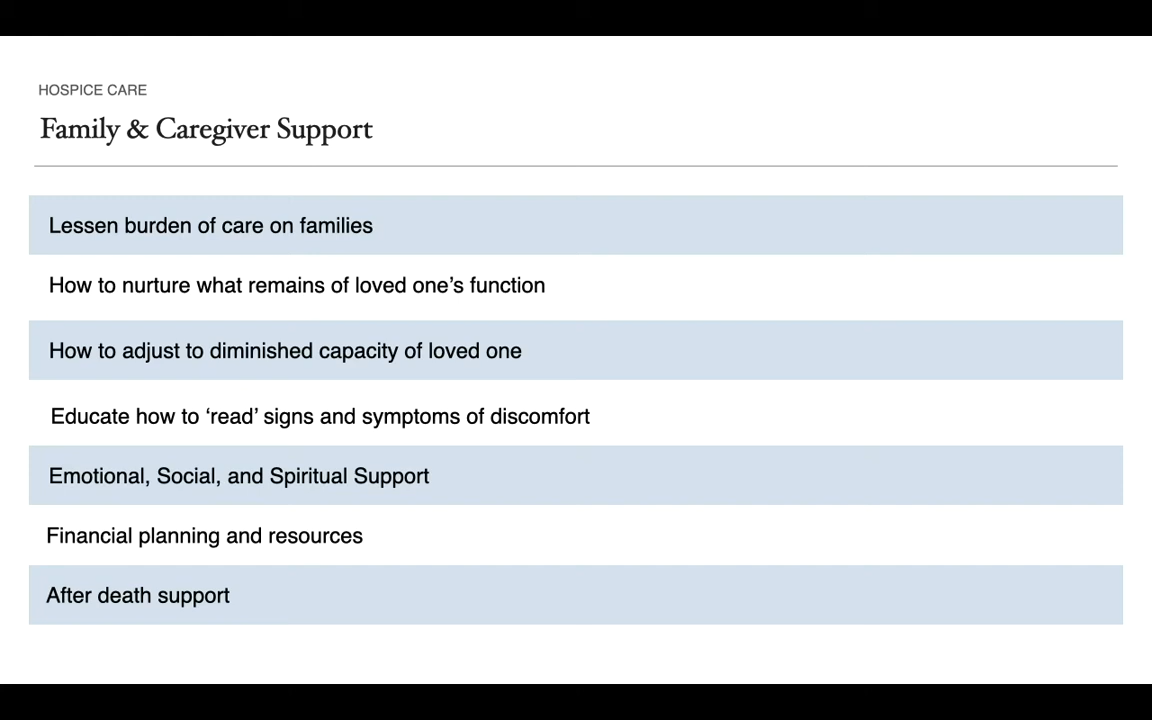 HOSPICE CARE
Family & Caregiver Support
Lessen burden of care on families
How to nurture what remains of loved one’s function
How to adjust to diminished capacity of loved one
Educate how to ‘read’ signs and symptoms of discomfort
Emotional, Social, and Spiritual Support
Financial planning and resources
After death support